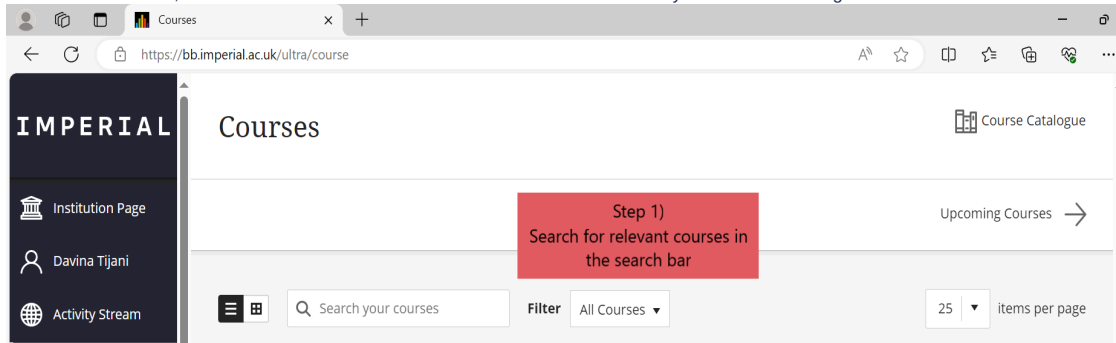 Courses
https://bb.imperial.ac.uk/ultra/course
IMPERIAL
Courses
Course Catalogue
Institution Page
Step 1)
Search for relevant courses in
the search bar
Upcoming Courses
Davina Tijani
Activity Stream
Search your courses
Filter
All Courses
25
items per page